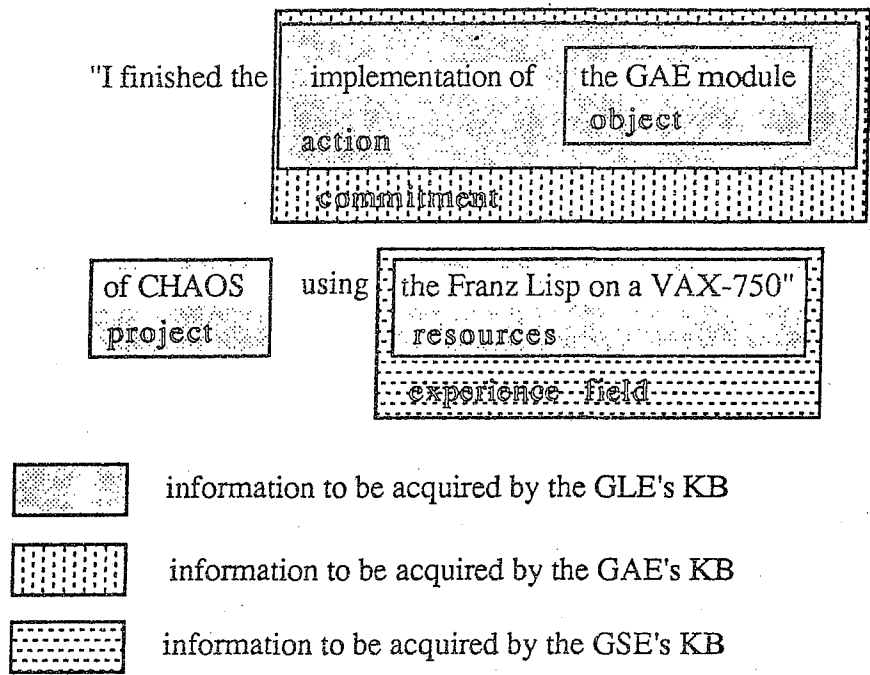 "I finished the implementation of the GAE module
object
action
commitment
of CHAOS using the Franz Lisp on a VAX-750"
project resources
experience field
information to be acquired by the GLE's KB
information to be acquired by the GAE's KB
information to be acquired by the GSE's KB